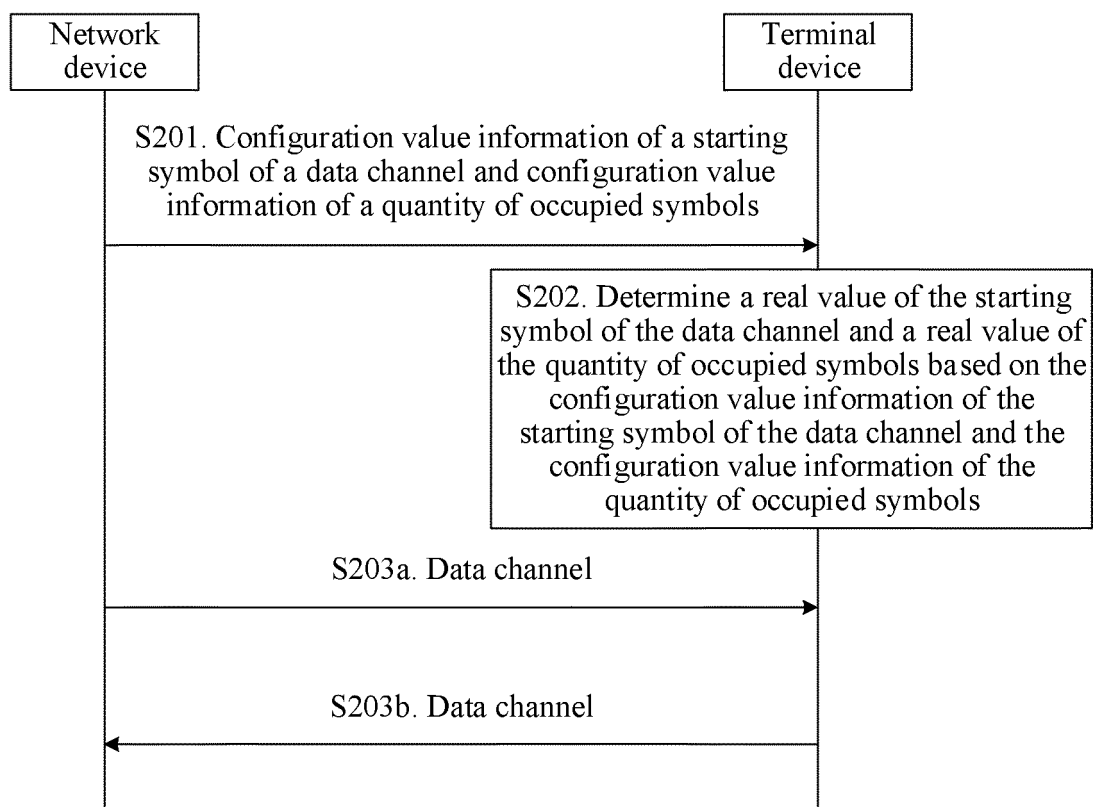 Network
device
Terminal
device
S201. Configuration value information of a starting
symbol of a data channel and configuration value
information of a quantity of occupied symbols
S202. Determine a real value of the starting
symbol of the data channel and a real value of
the quantity of occupied symbols based on the
configuration value information of the
starting symbol of the data channel and the
configuration value information of the
quantity of occupied symbols
S203a. Data channel
S203b. Data channel